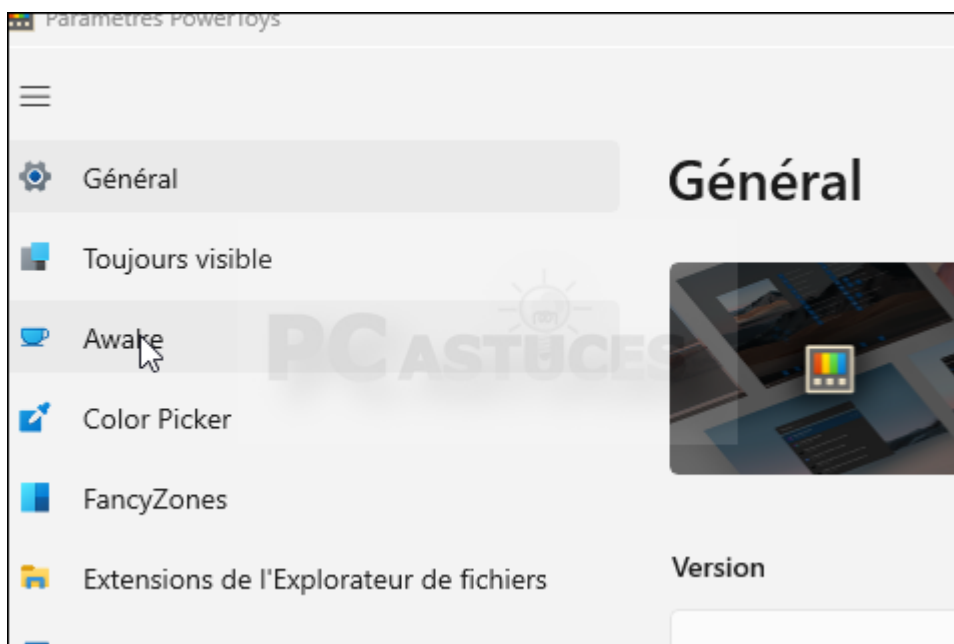 Paramètres PowerToys
Général
Général
Toujours visible
Awake
PC ASTUCES
Color Picker
FancyZones
Extensions de l'Explorateur de fichiers
Version